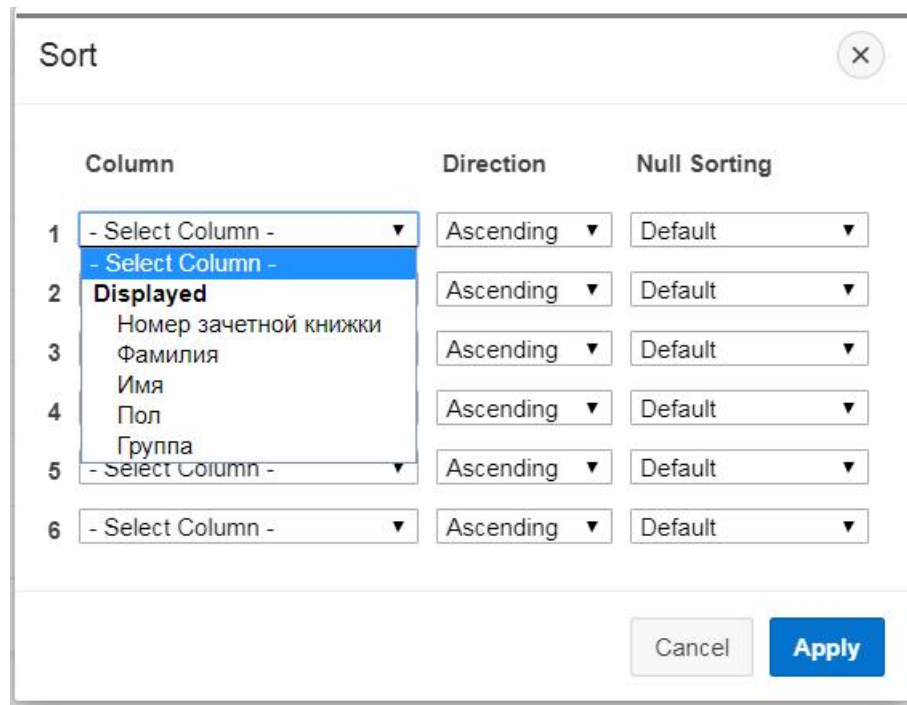 Sort
Column Direction Null Sorting
1 - Select Column - Ascending Default
- Select Column -
2 Displayed Ascending Default
Номер зачетной книжки
3 Фамилия Ascending Default
Имя
4 Пол Ascending Default
Группа
5 - Select Column - Ascending Default
6 - Select Column - Ascending Default
Cancel Apply